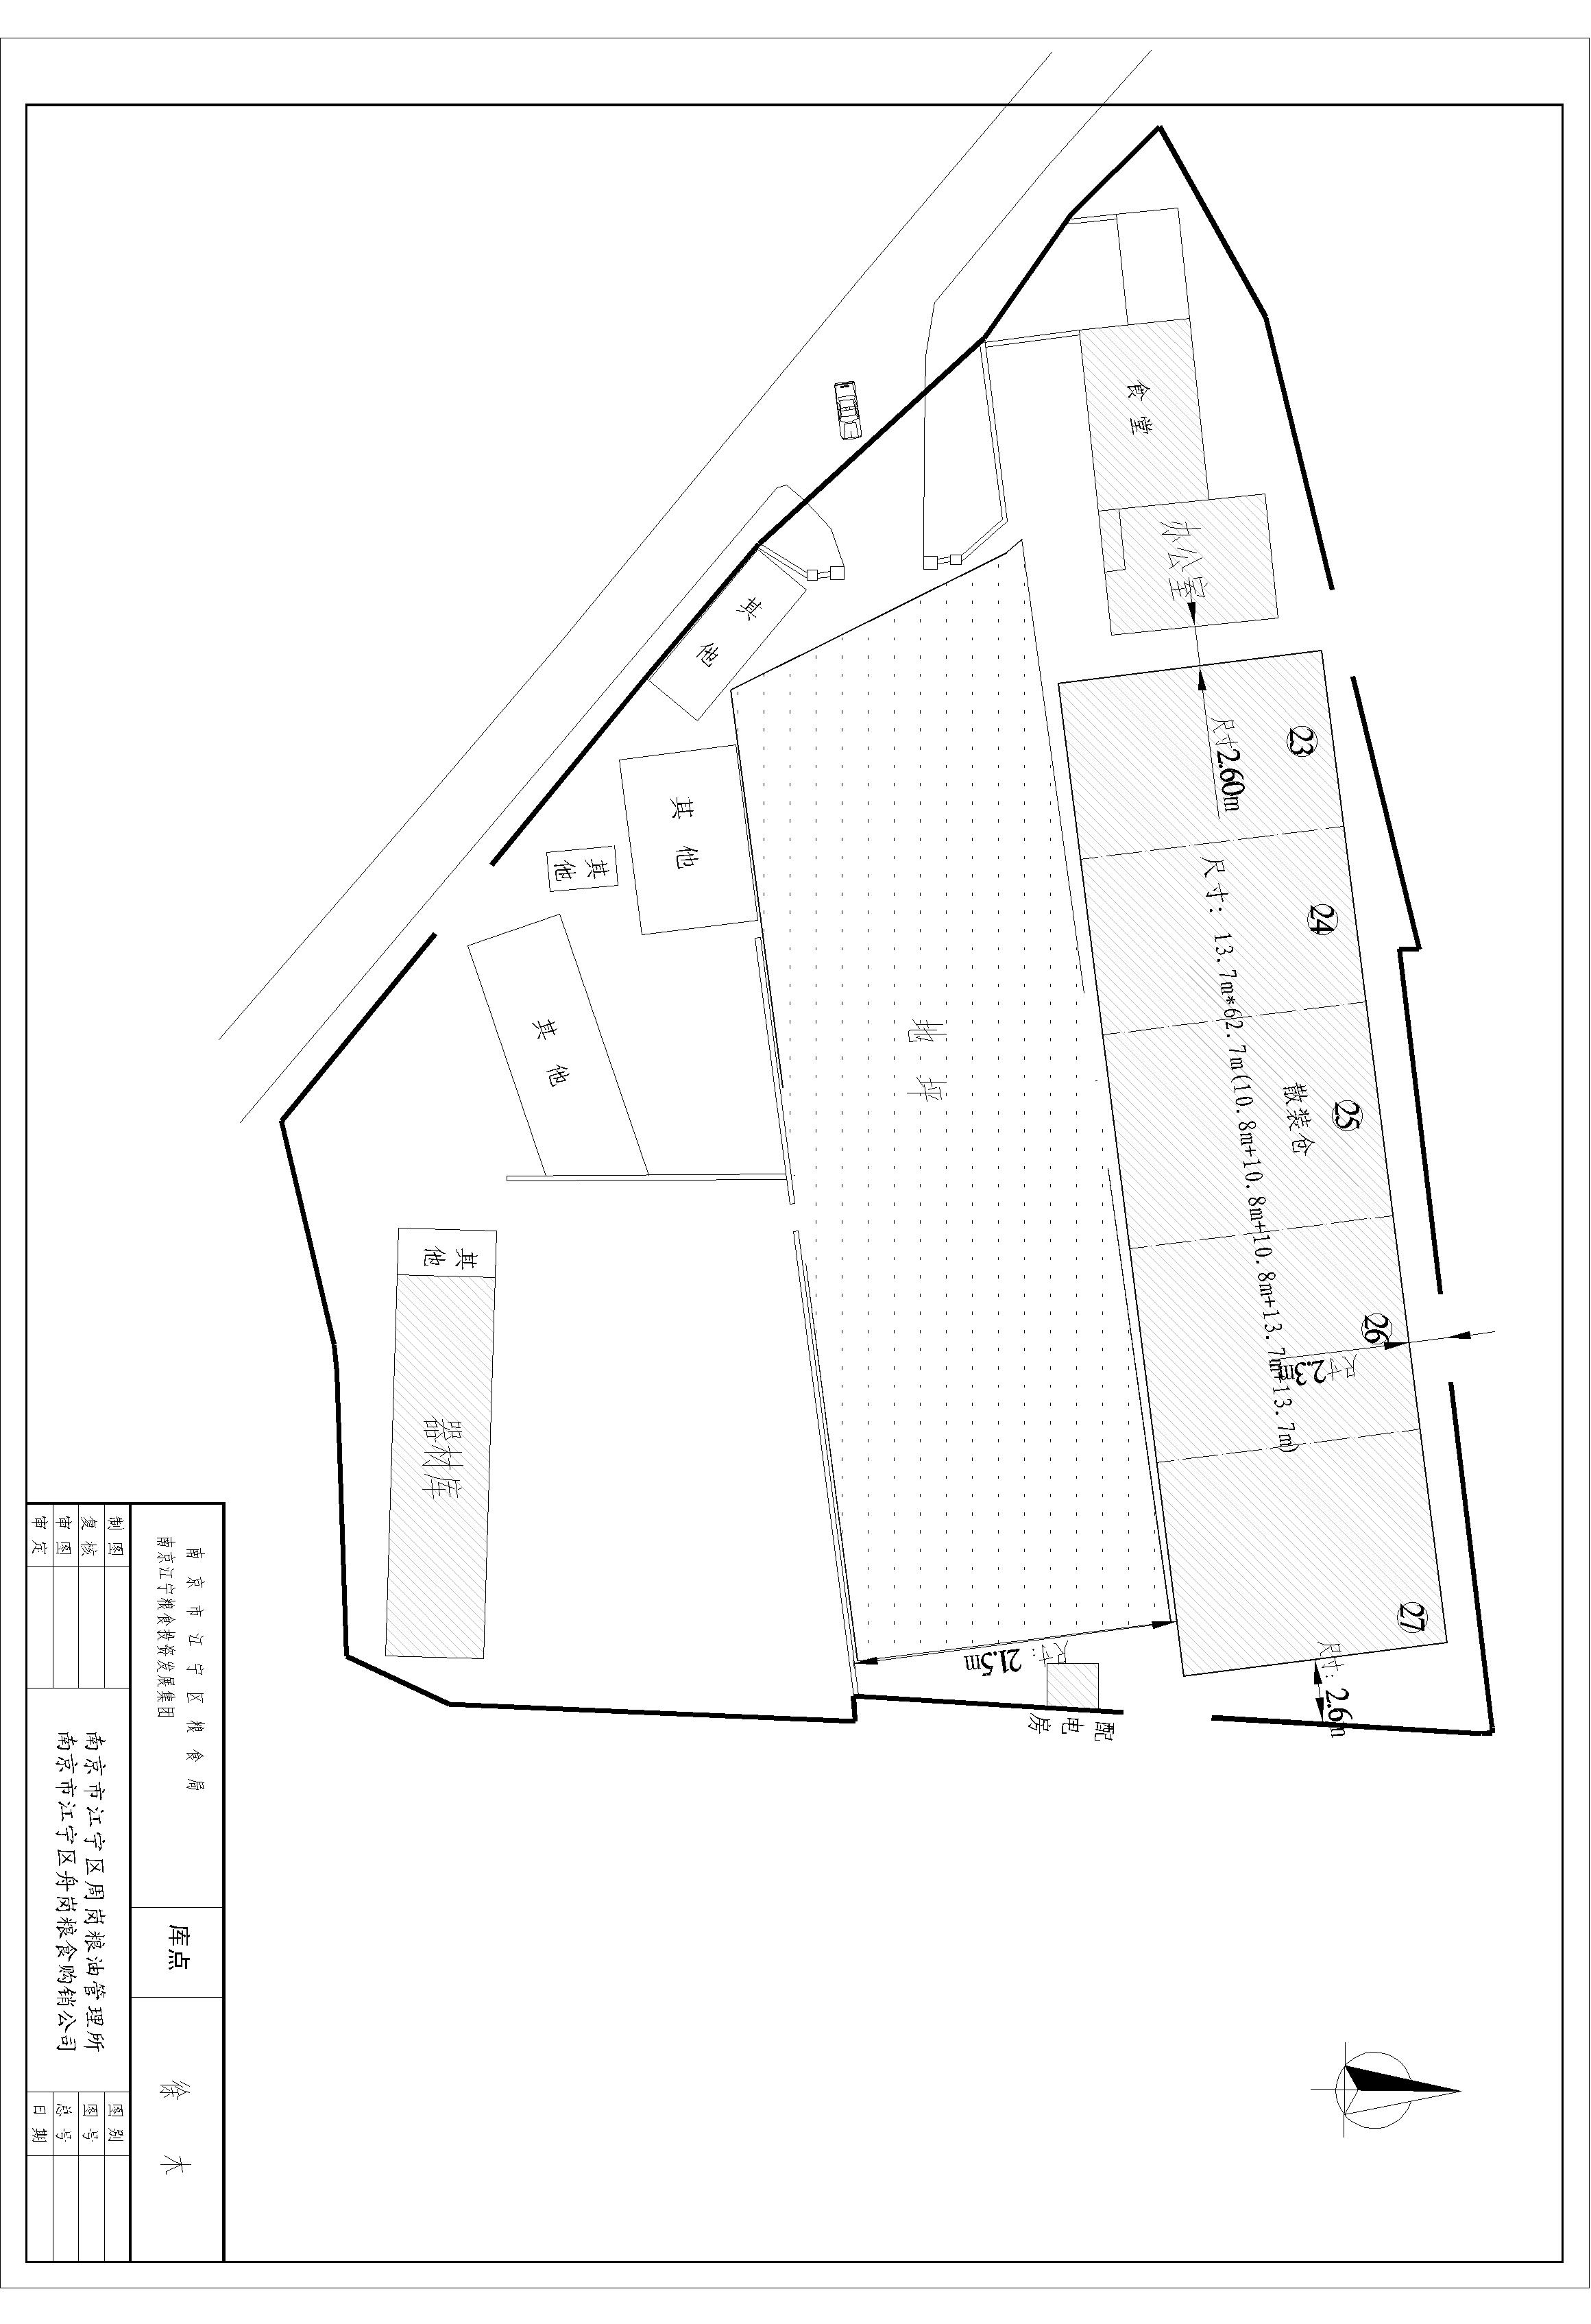 食堂
办公室
尺寸2.60m
23
24
25
26
27
尺寸：13.7m*62.7m(10.8m+10.8m+10.8m+13.7m+13.7m)
散装仓
尺寸2.3m
尺寸：2.6m
地坪
尺寸：21.5m
配电房
其他
其他
其他
其他
其他
器材库
南京市江宁区粮食局
南京江宁粮食投资发展集团
库点
徐木
制图
复核
审图
审定
南京市江宁区周岗粮油管理所
南京市江宁区舟岗粮食购销公司
图别
图号
总号
日期